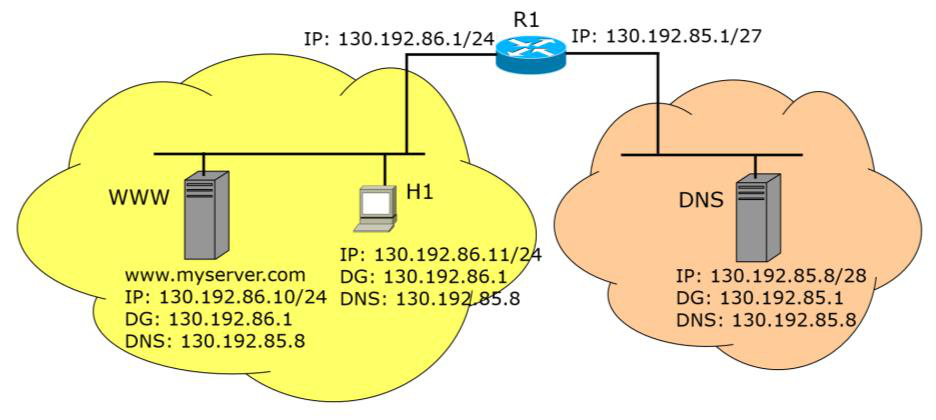 R1
IP: 130.192.86.1/24
IP: 130.192.85.1/27
WWW
H1
DNS
IP: 130.192.86.11/24
DG: 130.192.86.1
DNS: 130.192.85.8
www.myserver.com
IP: 130.192.86.10/24
DG: 130.192.86.1
DNS: 130.192.85.8
IP: 130.192.85.8/28
DG: 130.192.85.1
DNS: 130.192.85.8